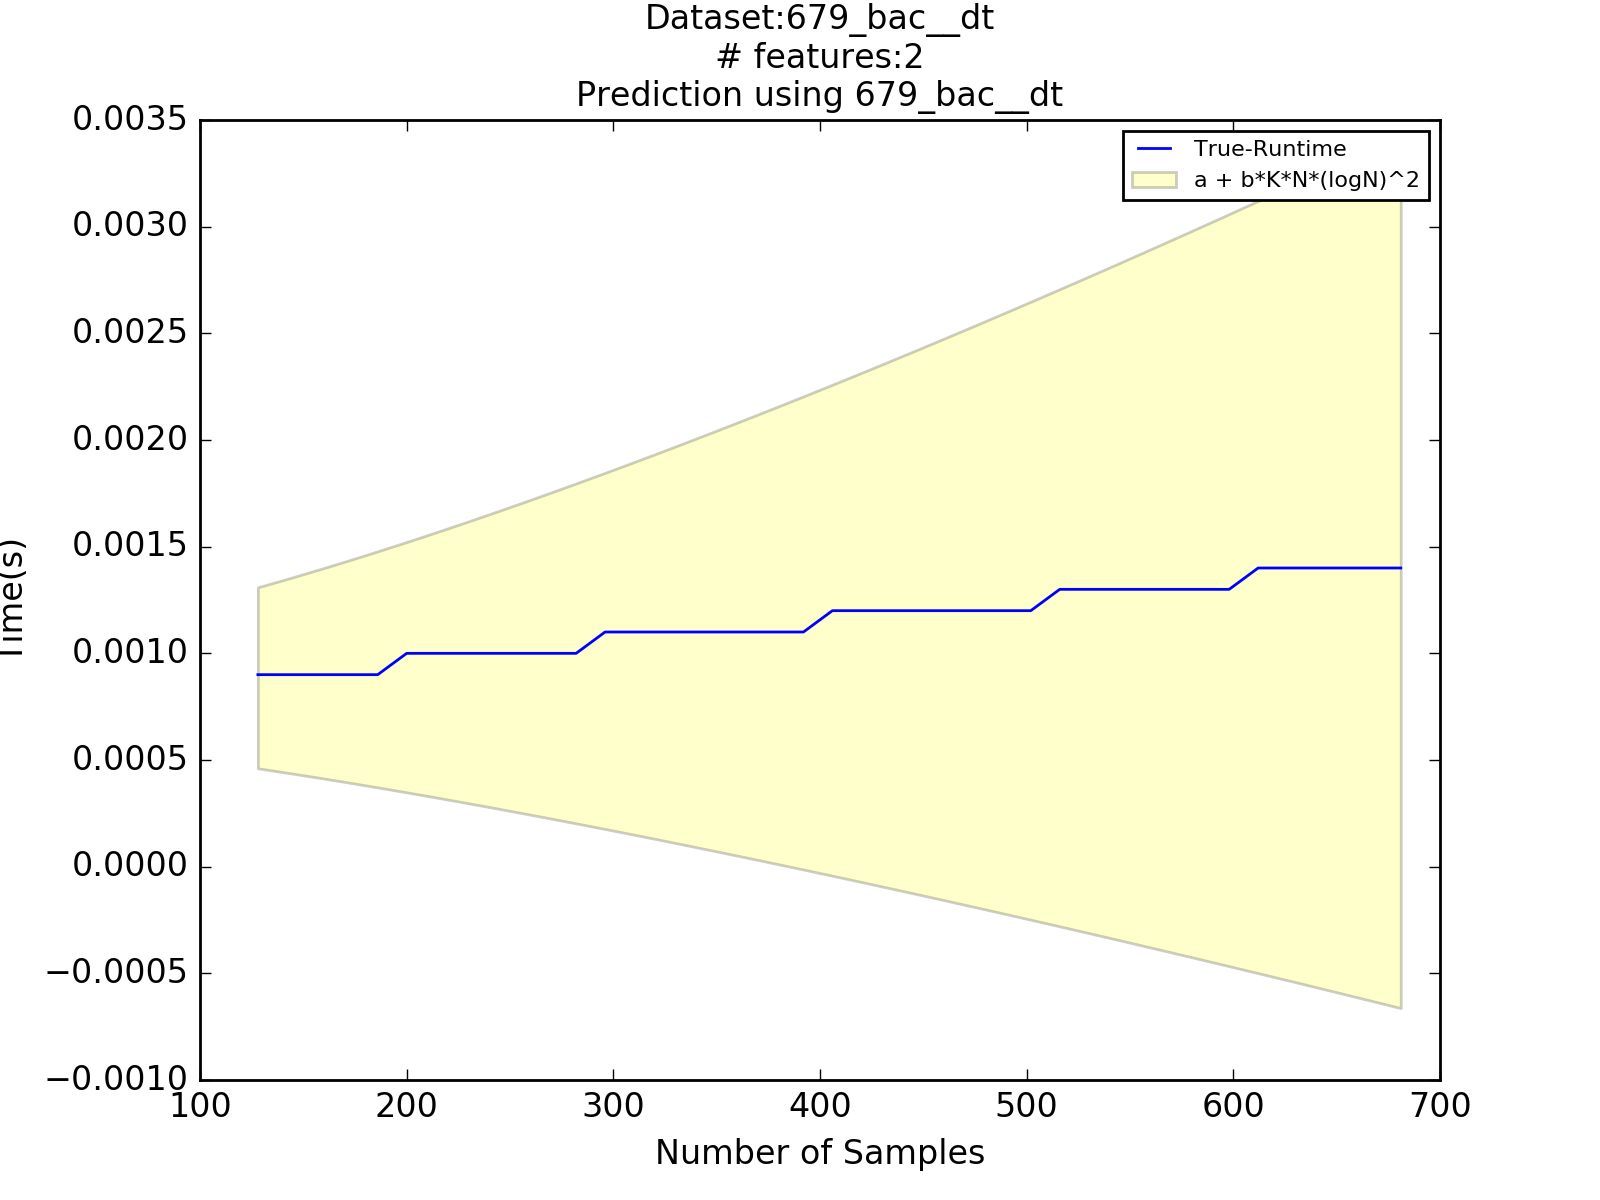 Dataset:679_bac__dt
# features:2
Prediction using 679_bac__dt
0.0035
0.0030
0.0025
0.0020
0.0015
0.0010
0.0005
0.0000
−0.0005
−0.0010
Time(s)
True-Runtime
a + b*K*N*(logN)^2
100 200 300 400 500 600 700
Number of Samples